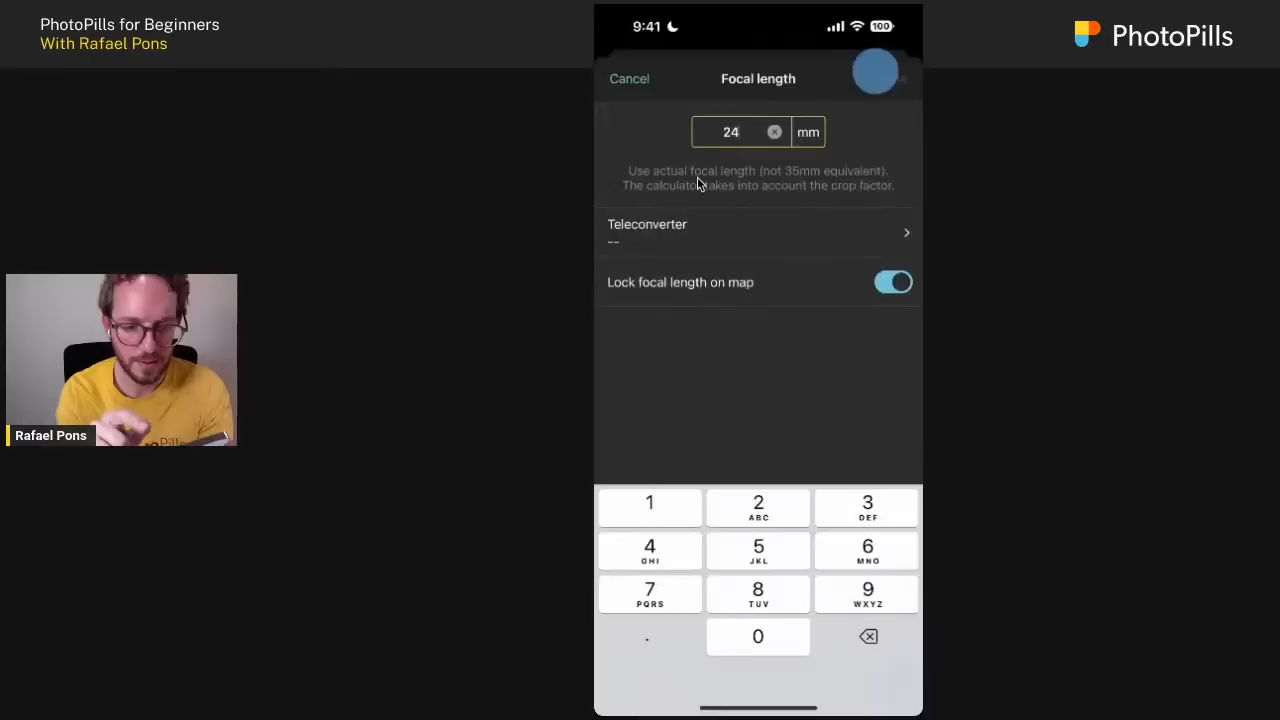 PhotoPills for Beginners
With Rafael Pons
PhotoPills
9:41
100
Cancel
Focal length
24
mm
Use actual focal length (not 35mm equivalent).
The calculator takes into account the crop factor.
Teleconverter
--
Lock focal length on map
Rafael Pons
1
2
ABC
3
DEF
4
GHI
5
JKL
6
MNO
7
PQRS
8
TUV
9
WXYZ
.
0